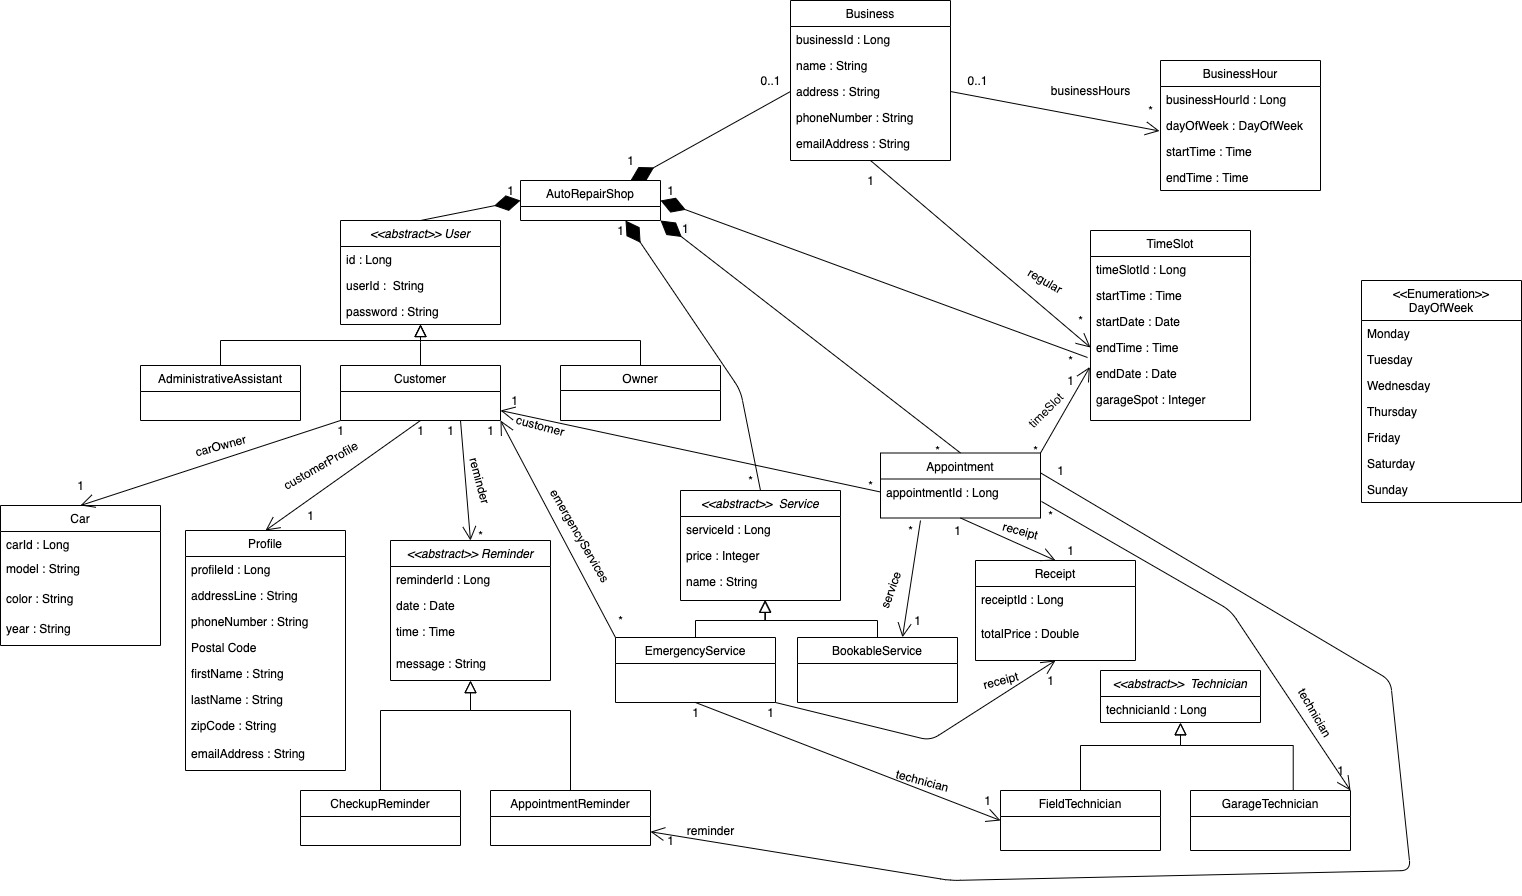 Business
businessId : Long
name : String
address : String
phoneNumber : String
emailAddress : String
0..1
0..1
businessHours
*
BusinessHour
businessHourId : Long
dayOfWeek : DayOfWeek
startTime : Time
endTime : Time
1
1
AutoRepairShop
1
1
1
1
1
regular
*
*
1
timeSlot
*
TimeSlot
timeSlotId : Long
startTime : Time
startDate : Date
endTime : Time
endDate : Date
garageSpot : Integer
<<Enumeration>>
DayOfWeek
Monday
Tuesday
Wednesday
Thursday
Friday
Saturday
Sunday
<<abstract>> User
id : Long
userId : String
password : String
AdministrativeAssistant
Customer
Owner
1
customer
1
1
1
1
carOwner
customerProfile
reminder
emergencyServices
1
1
*
*
*
*
*
Appointment
appointmentId : Long
1
*
*
1
receipt
1
service
1
Car
carId : Long
model : String
color : String
year : String
Profile
profileId : Long
addressLine : String
phoneNumber : String
Postal Code
firstName : String
lastName : String
zipCode : String
emailAddress : String
<<abstract>> Reminder
reminderId : Long
date : Date
time : Time
message : String
<<abstract>> Service
serviceId : Long
price : Integer
name : String
Receipt
receiptId : Long
totalPrice : Double
EmergencyService
BookableService
1
1
receipt
1
<<abstract>> Technician
technicianId : Long
technician
technician
1
1
CheckupReminder
AppointmentReminder
FieldTechnician
GarageTechnician
reminder
1